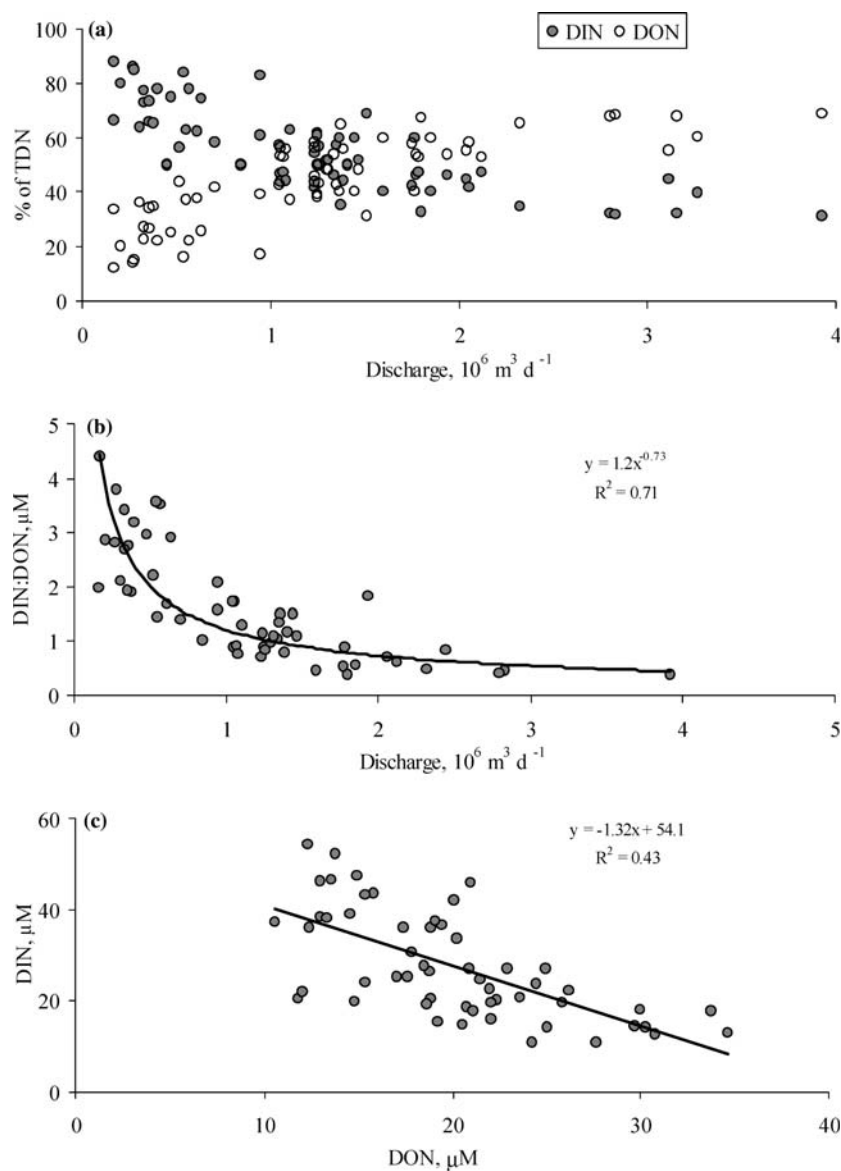 (a)
DIN DON
100
80
60
40
20
0
% of TDN
0 1 2 3 4
Discharge, 10⁶ m³ d⁻¹
(b)
y = 1.2x⁻⁰·⁷³
R² = 0.71
5
4
3
2
1
0
DIN:DON, µM
0 1 2 3 4 5
Discharge, 10⁶ m³ d⁻¹
(c)
y = -1.32x + 54.1
R² = 0.43
60
40
20
0
DIN, µM
0 10 20 30 40
DON, µM